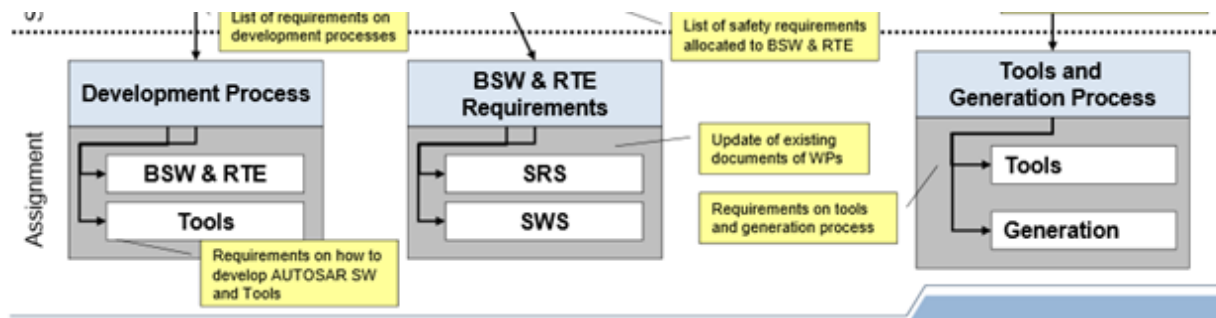 List of requirements on
development processes
List of safety requirements
allocated to BSW & RTE
Assignment
Development Process
BSW & RTE
Tools
Requirements on how to
develop AUTOSAR SW
and Tools
BSW & RTE
Requirements
SRS
SWS
Update of existing
documents of WPs
Requirements on tools
and generation process
Tools and
Generation Process
Tools
Generation